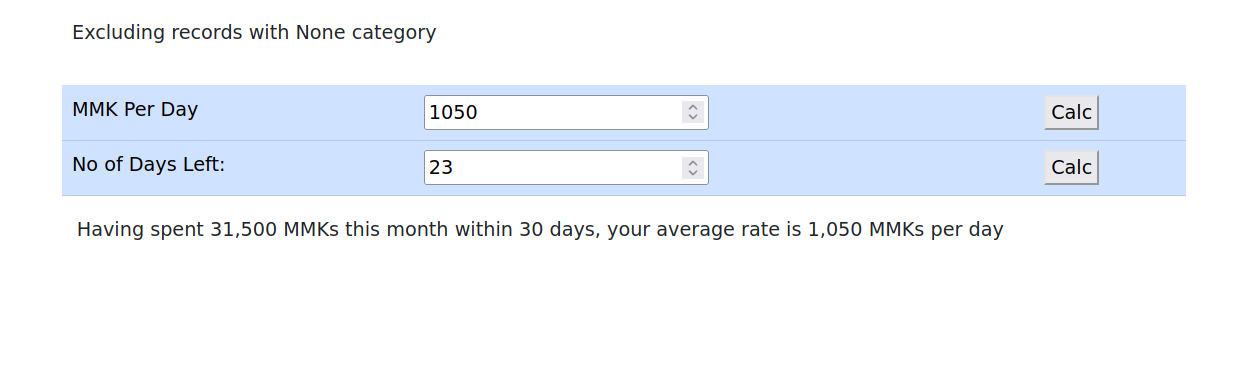 Excluding records with None category
MMK Per Day 1050 Calc
No of Days Left: 23 Calc
Having spent 31,500 MMKs this month within 30 days, your average rate is 1,050 MMKs per day